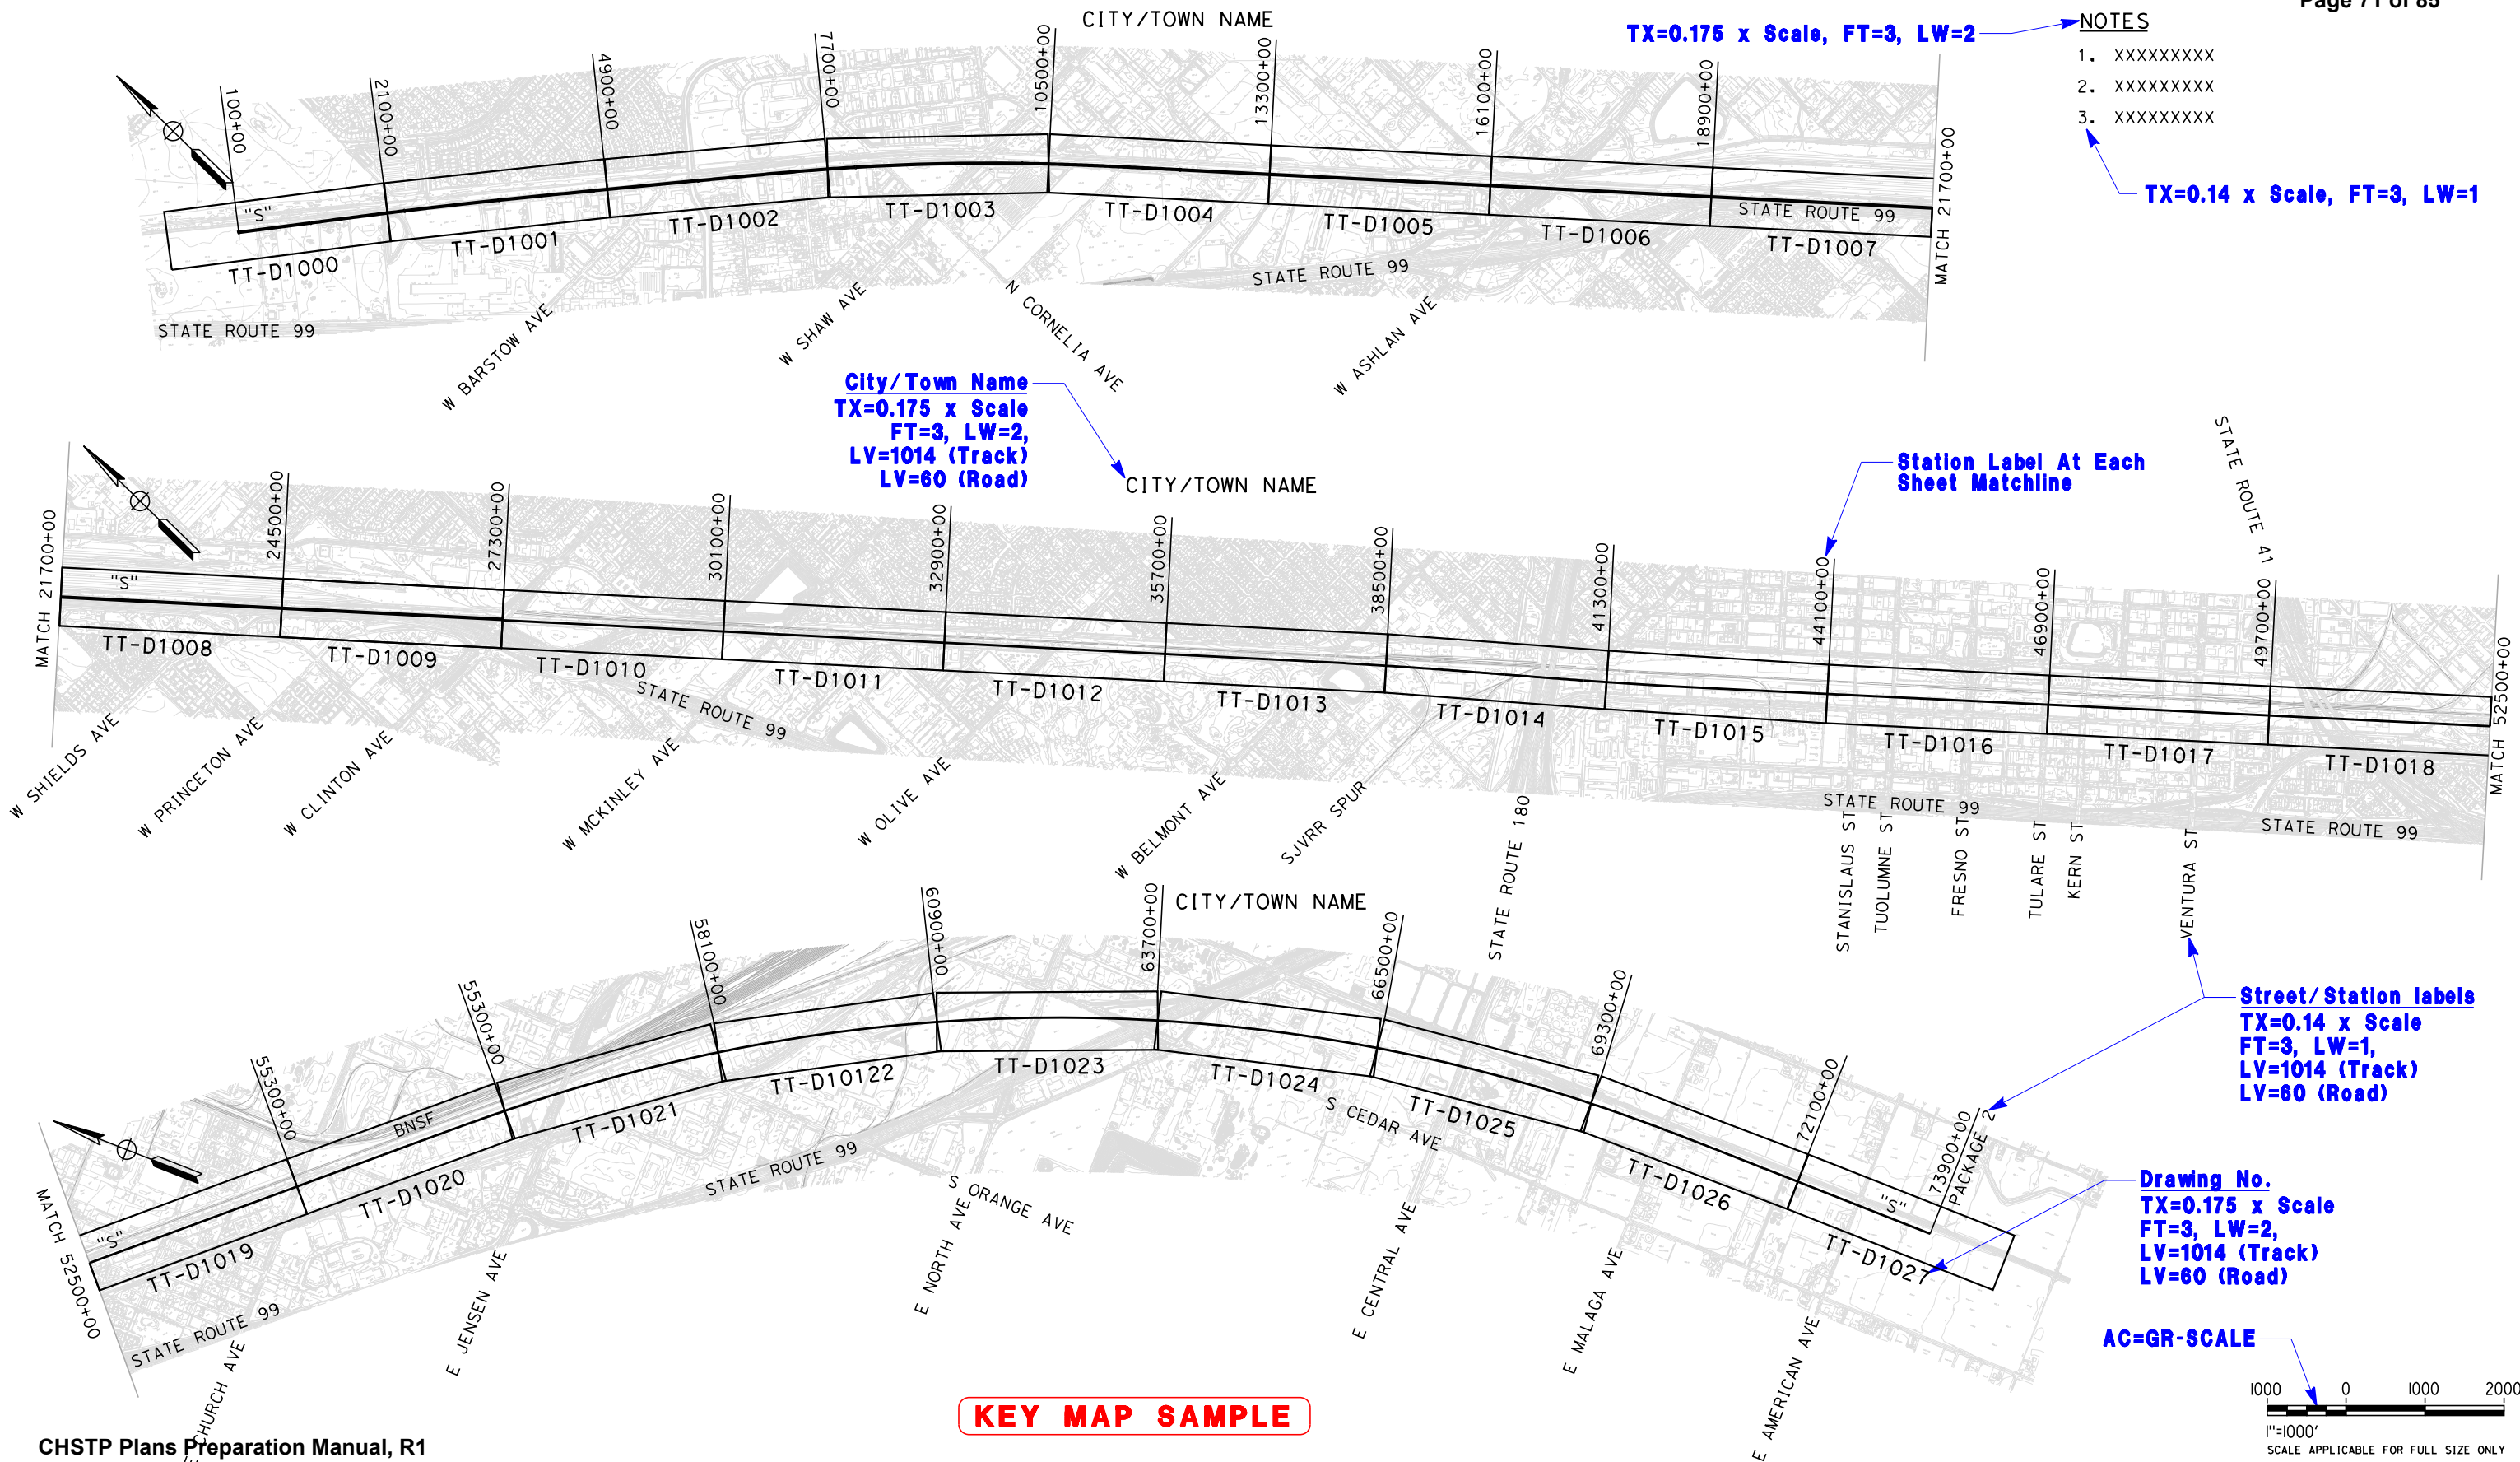 Page 71 of 85
CITY/TOWN NAME
TX=0.175 x Scale, FT=3, LW=2
NOTES
1. XXXXXXXXX
2. XXXXXXXXX
3. XXXXXXXXX
TX=0.14 x Scale, FT=3, LW=1
100+00
2100+00
4900+00
7700+00
10500+00
13300+00
16100+00
18900+00
MATCH 21700+00
"S"
TT-D1000
TT-D1001
TT-D1002
TT-D1003
TT-D1004
TT-D1005
TT-D1006
TT-D1007
STATE ROUTE 99
STATE ROUTE 99
STATE ROUTE 99
W BARSTOW AVE
W SHAW AVE
N CORNELIA AVE
W ASHLAN AVE
City/Town Name
TX=0.175 x Scale
FT=3, LW=2,
LV=1014 (Track)
LV=60 (Road)
CITY/TOWN NAME
Station Label At Each
Sheet Matchline
STATE ROUTE 41
MATCH 21700+00
24500+00
27300+00
30100+00
32900+00
35700+00
38500+00
41300+00
44100+00
46900+00
49700+00
MATCH 52500+00
"S"
TT-D1008
TT-D1009
TT-D1010
TT-D1011
TT-D1012
TT-D1013
TT-D1014
TT-D1015
TT-D1016
TT-D1017
TT-D1018
STATE ROUTE 99
STATE ROUTE 99
STATE ROUTE 99
W SHIELDS AVE
W PRINCETON AVE
W CLINTON AVE
W MCKINLEY AVE
W OLIVE AVE
W BELMONT AVE
SJVRR SPUR
STATE ROUTE 180
STANISLAUS ST
TUOLUMNE ST
FRESNO ST
TULARE ST
KERN ST
VENTURA ST
CITY/TOWN NAME
Street/Station labels
TX=0.14 x Scale
FT=3, LW=1,
LV=1014 (Track)
LV=60 (Road)
MATCH 52500+00
55300+00
55300+00
58100+00
60900+00
63700+00
66500+00
69300+00
72100+00
73900+00
PACKAGE 2
"S"
BNSF
"S"
TT-D1019
TT-D1020
TT-D1021
TT-D10122
TT-D1023
TT-D1024
TT-D1025
TT-D1026
TT-D1027
STATE ROUTE 99
STATE ROUTE 99
S CEDAR AVE
S ORANGE AVE
CHURCH AVE
E JENSEN AVE
E NORTH AVE
E CENTRAL AVE
E MALAGA AVE
E AMERICAN AVE
Drawing No.
TX=0.175 x Scale
FT=3, LW=2,
LV=1014 (Track)
LV=60 (Road)
AC=GR-SCALE
1000 0 1000 2000
1"=1000'
SCALE APPLICABLE FOR FULL SIZE ONLY
KEY MAP SAMPLE
CHSTP Plans Preparation Manual, R1